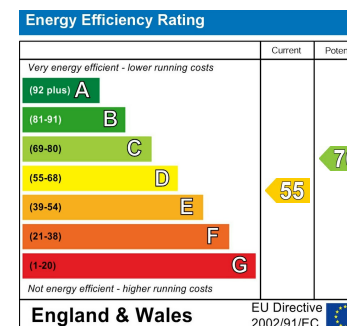 Energy Efficiency Rating
Current
Very energy efficient - lower running costs
(92 plus) A
(81-91) B
(69-80) C
(55-68) D
55
(39-54) E
(21-38) F
(1-20) G
Not energy efficient - higher running costs
England & Wales
EU Directive
2002/91/EC